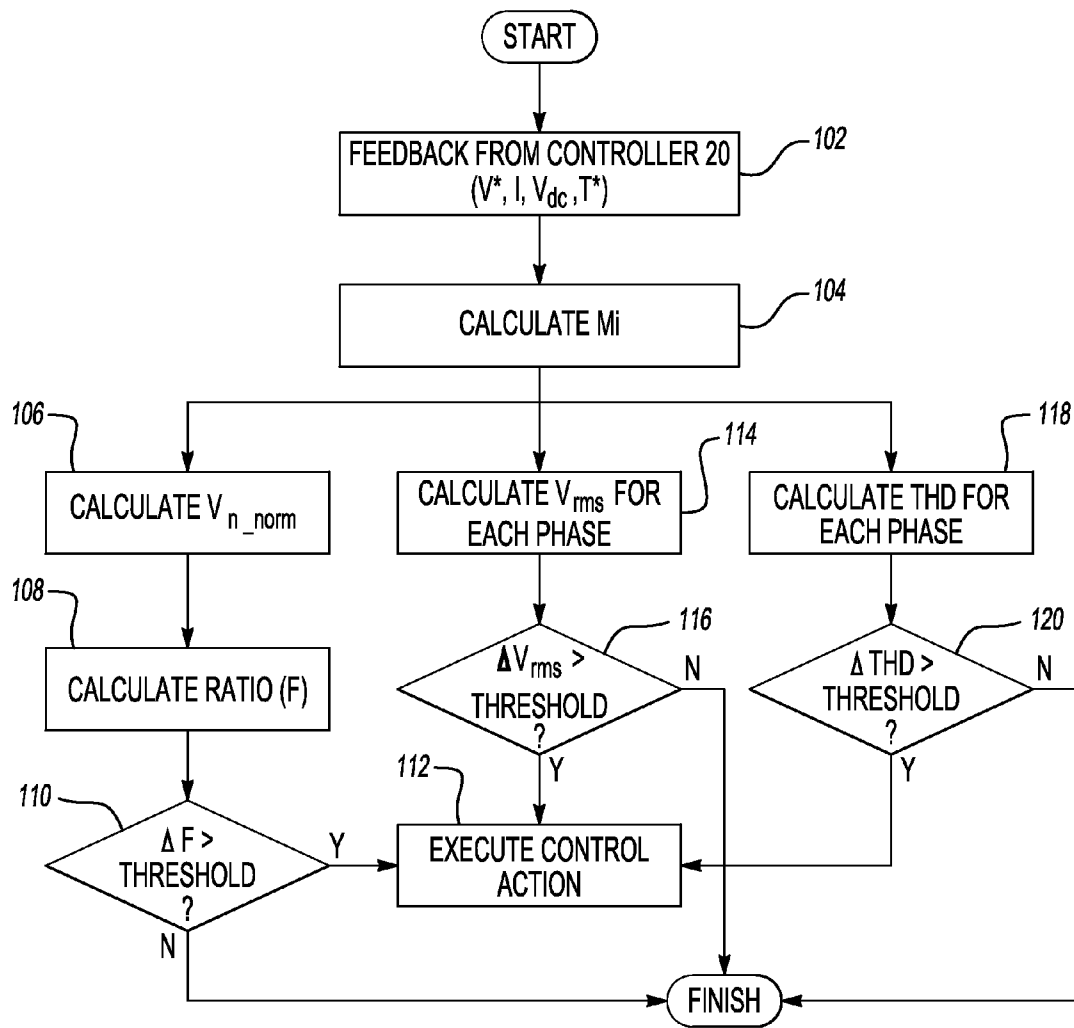 START
FEEDBACK FROM CONTROLLER 20
(V*, I, Vdc ,T*)
102
CALCULATE Mi
104
106
CALCULATE Vn_norm
114
CALCULATE Vrms FOR
EACH PHASE
118
CALCULATE THD FOR
EACH PHASE
108
CALCULATE RATIO (F)
116
ΔVrms >
THRESHOLD
?
N
Y
120
Δ THD >
THRESHOLD
?
N
Y
110
Δ F >
THRESHOLD
?
Y
N
112
EXECUTE CONTROL
ACTION
FINISH